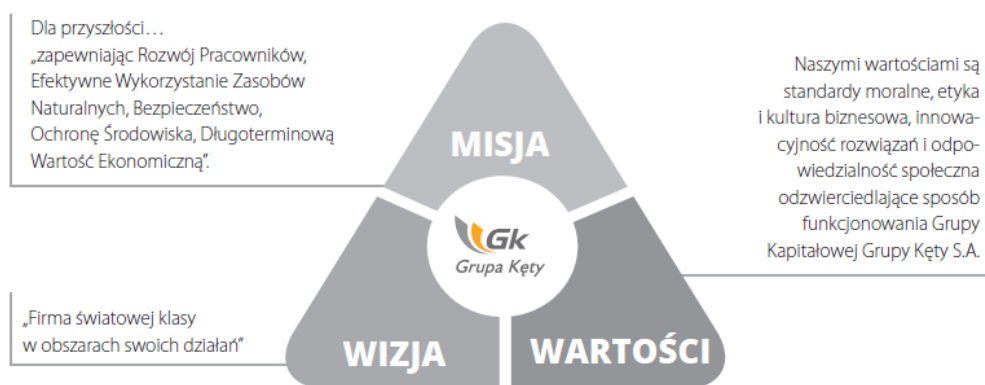 Dla przyszłości…
„zapewniając Rozwój Pracowników,
Efektywne Wykorzystanie Zasobów
Naturalnych, Bezpieczeństwo,
Ochronę Środowiska, Długoterminową
Wartość Ekonomiczną”.
MISJA
Naszymi wartościami są
standardy moralne, etyka
i kultura biznesowa, innowa-
cyjność rozwiązań i odpo-
wiedzialność społeczna
odzwierciedlające sposób
funkcjonowania Grupy
Kapitałowej Grupy Kęty S.A.
Gk
Grupa Kęty
„Firma światowej klasy
w obszarach swoich działań”
WIZJA
WARTOŚCI